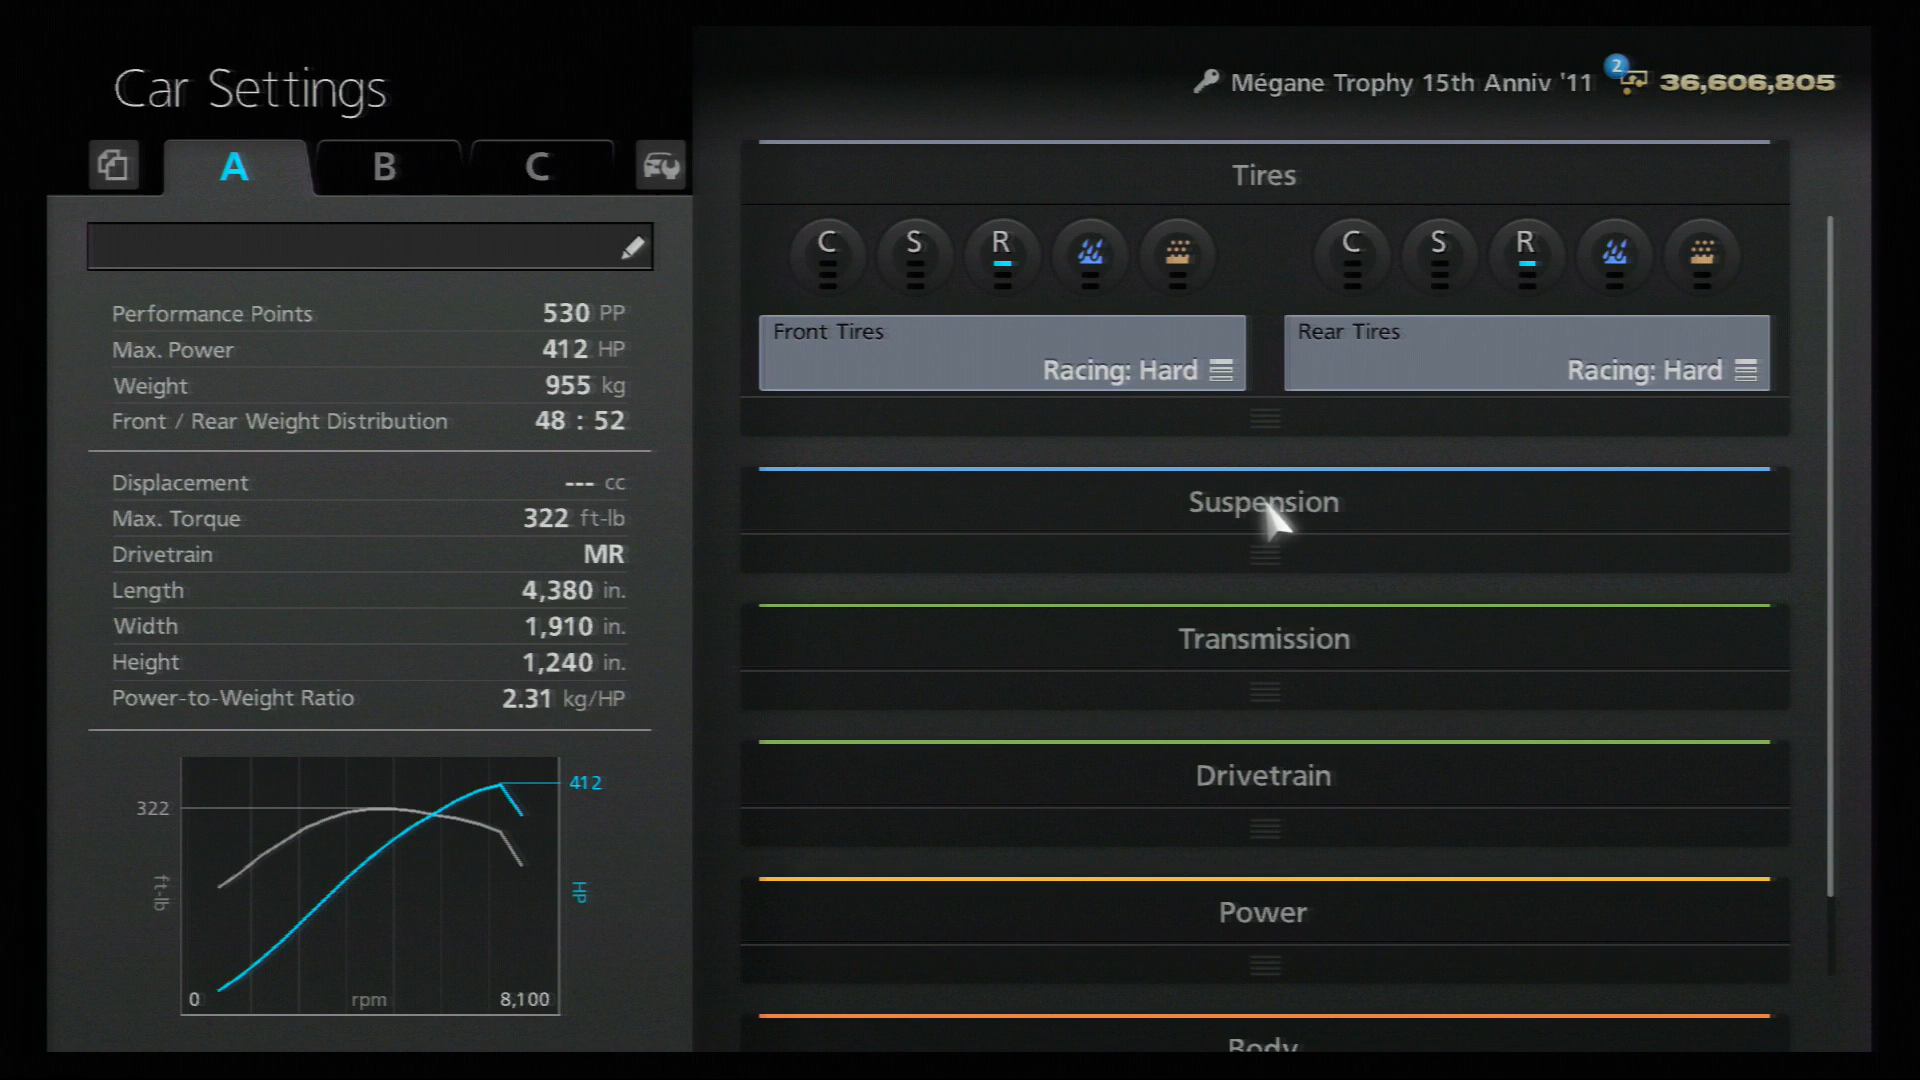 Car Settings
Mégane Trophy 15th Anniv '11
2
36,606,805
A
B
C
Performance Points 530 PP
Max. Power 412 HP
Weight 955 kg
Front / Rear Weight Distribution 48 : 52
Displacement --- cc
Max. Torque 322 ft-lb
Drivetrain MR
Length 4,380 in.
Width 1,910 in.
Height 1,240 in.
Power-to-Weight Ratio 2.31 kg/HP
412
322
ft-lb
HP
0 rpm 8,100
Tires
C S R C S R
Front Tires
Racing: Hard
Rear Tires
Racing: Hard
Suspension
Transmission
Drivetrain
Power
Body